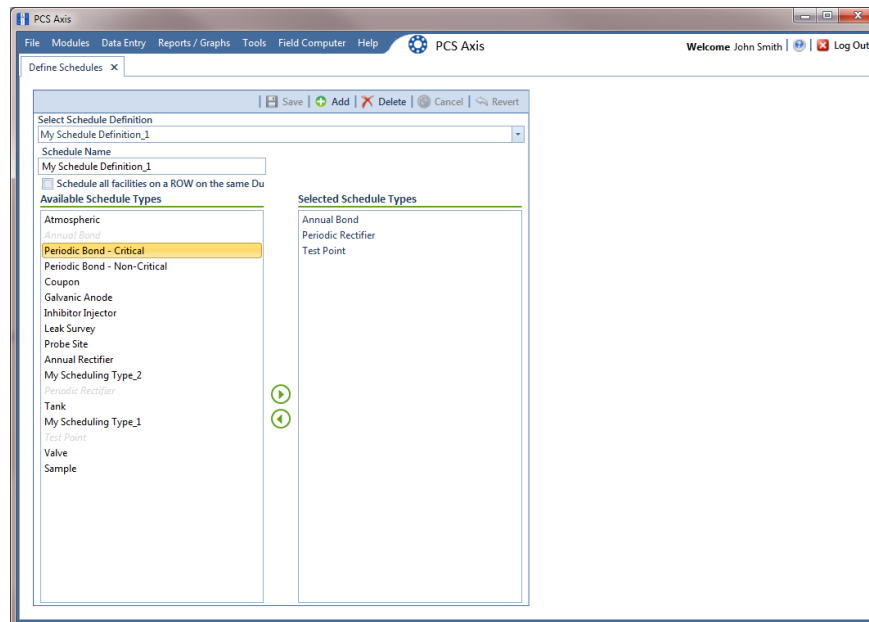 PCS Axis
File Modules Data Entry Reports / Graphs Tools Field Computer Help PCS Axis Welcome John Smith | ? | Log Out
Define Schedules X
Save | Add | Delete | Cancel | Revert
Select Schedule Definition
My Schedule Definition_1
Schedule Name
My Schedule Definition_1
Schedule all facilities on a ROW on the same Du
Available Schedule Types
Atmospheric
Annual Bond
Periodic Bond - Critical
Periodic Bond - Non-Critical
Coupon
Galvanic Anode
Inhibitor Injector
Leak Survey
Probe Site
Annual Rectifier
My Scheduling Type_2
Periodic Rectifier
Tank
My Scheduling Type_1
Test Point
Valve
Sample
Selected Schedule Types
Annual Bond
Periodic Rectifier
Test Point